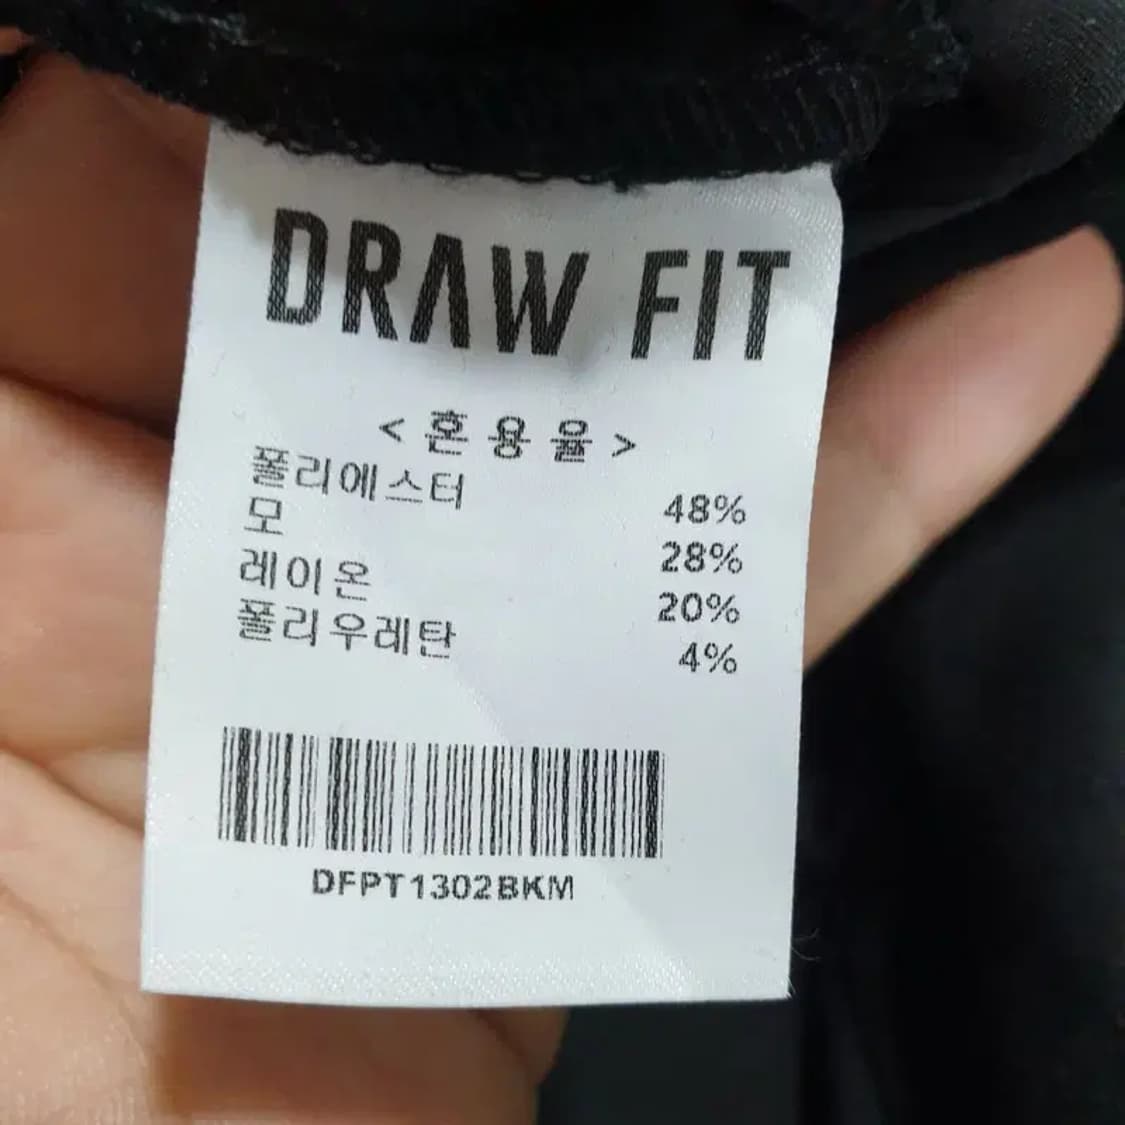 DRAW FIT
< 혼 용 율 >
폴리에스터 48%
모 28%
레이온 20%
폴리우레탄 4%
DFPT1302BKM